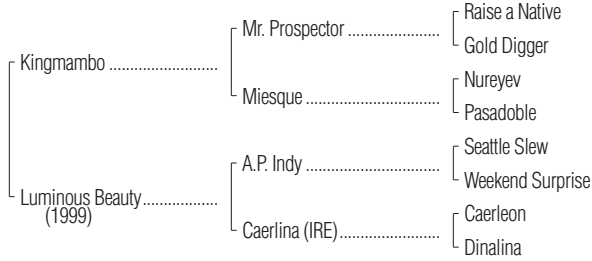 Raise a Native
Mr. Prospector
Gold Digger
Kingmambo
Nureyev
Miesque
Pasadoble
Seattle Slew
A.P. Indy
Weekend Surprise
Luminous Beauty
(1999)
Caerleon
Caerlina (IRE)
Dinalina